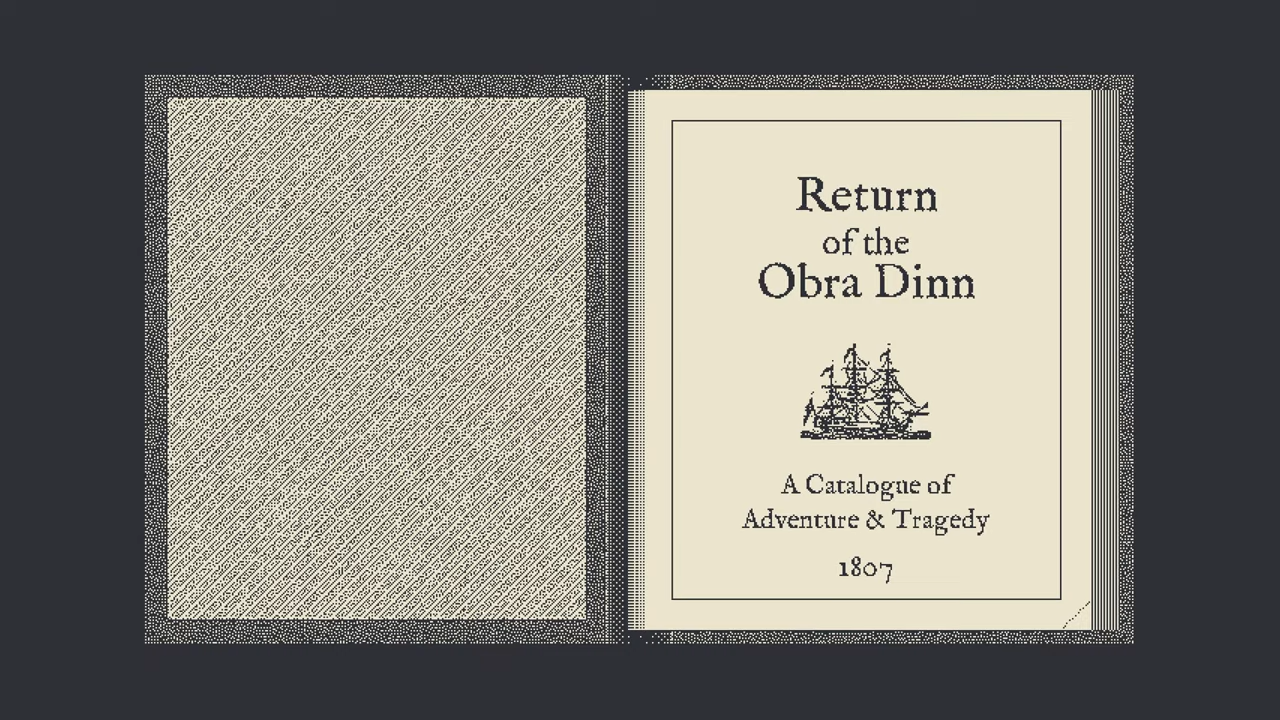 Return
of the
Obra Dinn
A Catalogue of
Adventure & Tragedy
1807